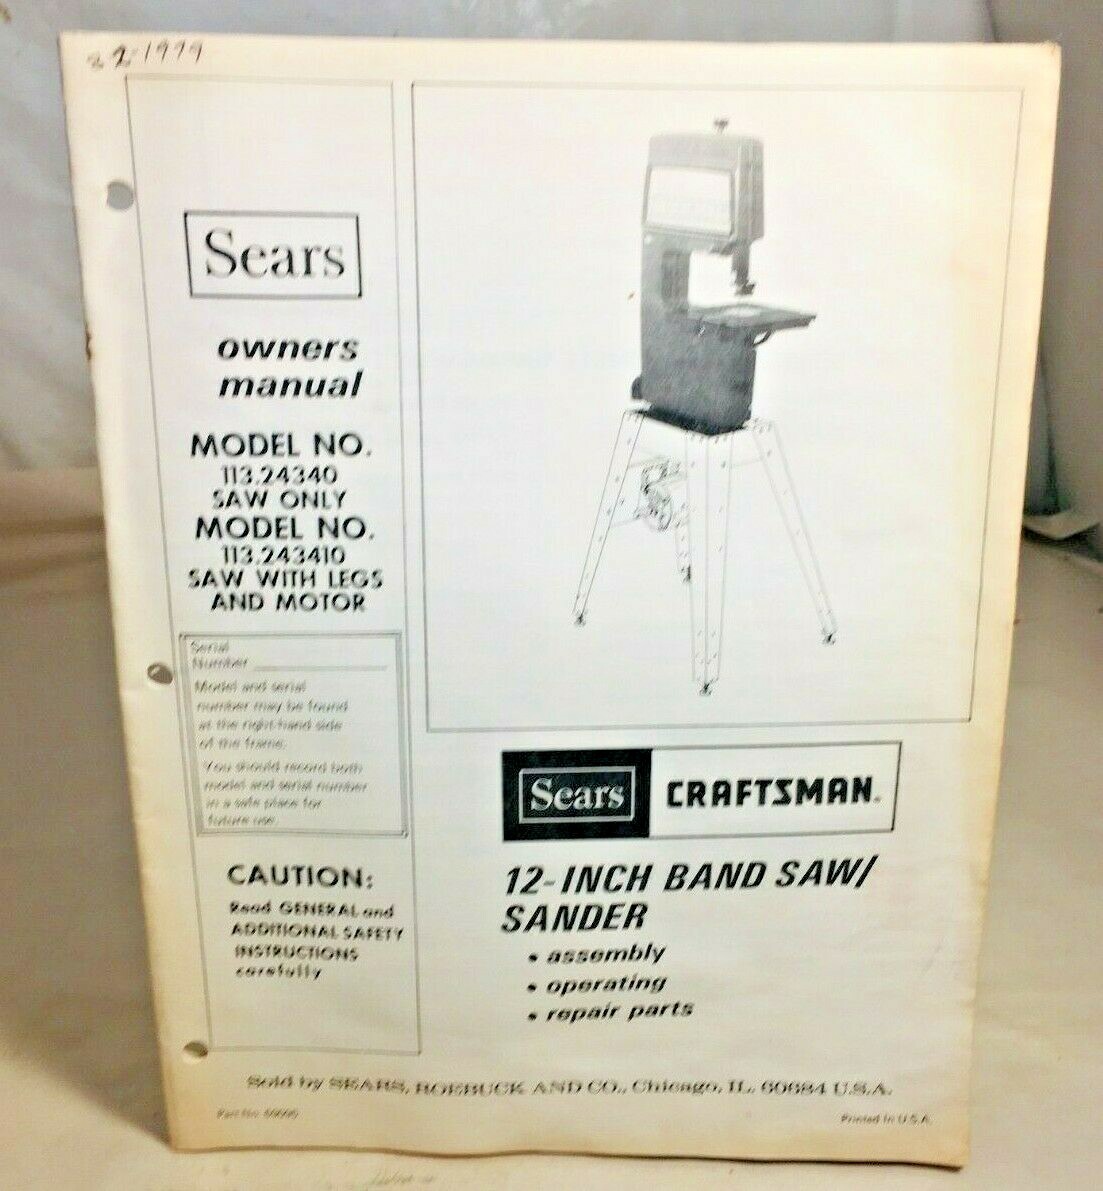 2-1979
Sears
owners
manual
MODEL NO.
113.24340
SAW ONLY
MODEL NO.
113.243410
SAW WITH LEGS
AND MOTOR
Serial
Number
Model and serial
number may be found
at the right-hand side
of the frame.
You should record both
model and serial number
in a safe place for
future use.
CAUTION:
Read GENERAL and
ADDITIONAL SAFETY
INSTRUCTIONS
carefully
Sears CRAFTSMAN.
12-INCH BAND SAW/
SANDER
• assembly
• operating
• repair parts
Sold by SEARS, ROEBUCK AND CO., Chicago, IL. 60684 U.S.A.
Part No.
Printed in U.S.A.